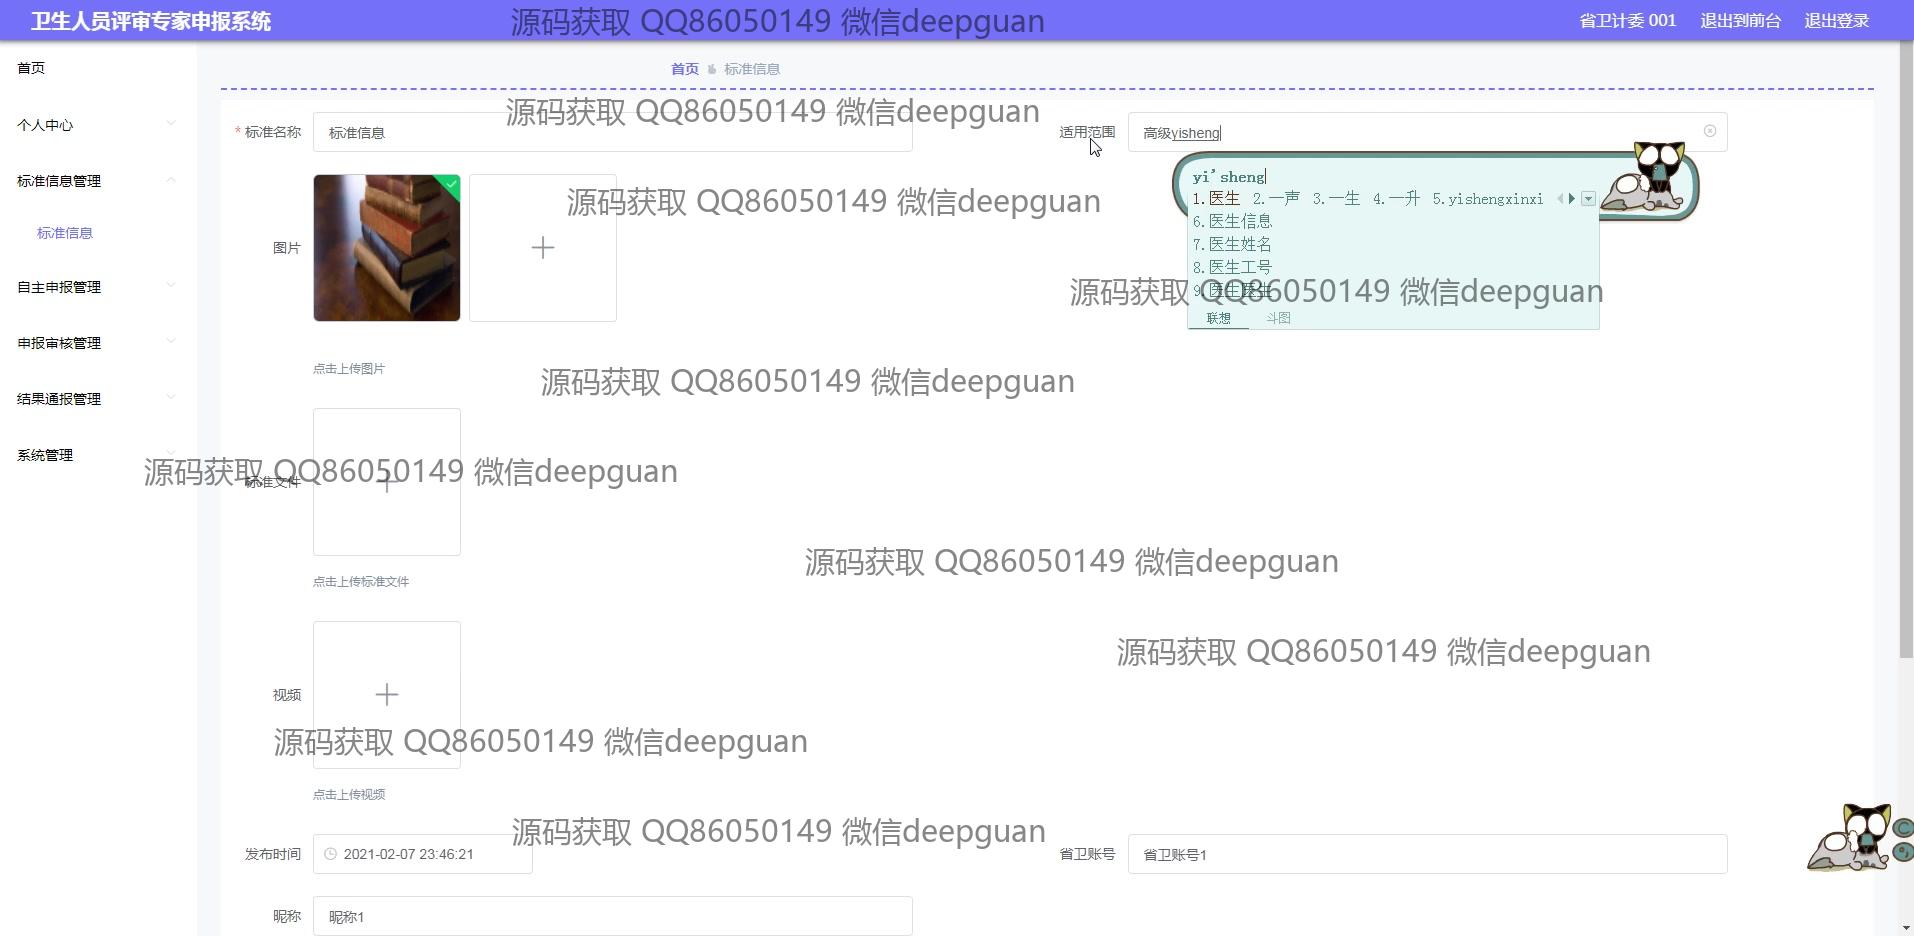 卫生人员评审专家申报系统
源码获取 QQ86050149 微信deepguan
省卫计委 001
退出到前台
退出登录
首页
个人中心
标准信息管理
标准信息
自主申报管理
申报审核管理
结果通报管理
系统管理
首页
标准信息
源码获取 QQ86050149 微信deepguan
* 标准名称
标准信息
适用范围
高级yisheng
yi'sheng
1.医生 2.一声 3.一生 4.一升 5.yishengxinxi
6.医生信息
7.医生姓名
8.医生工号
9.医生医生
联想 斗图
源码获取 QQ86050149 微信deepguan
图片
源码获取 QQ86050149 微信deepguan
点击上传图片
源码获取 QQ86050149 微信deepguan
源码获取 QQ86050149 微信deepguan
标准文件
源码获取 QQ86050149 微信deepguan
点击上传标准文件
源码获取 QQ86050149 微信deepguan
视频
源码获取 QQ86050149 微信deepguan
点击上传视频
源码获取 QQ86050149 微信deepguan
发布时间
2021-02-07 23:46:21
省卫账号
省卫账号1
昵称
昵称1